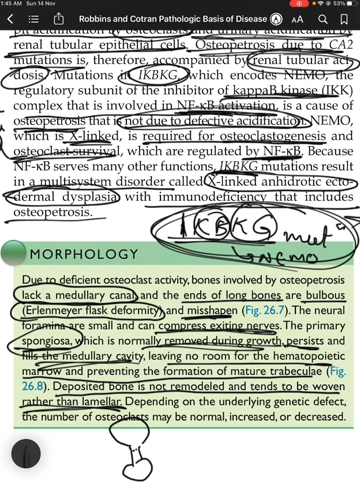 1:45 AM Sun 14 Nov
53%
Robbins and Cotran Pathologic Basis of Disease
AA
renal tubular epithelial cells. Osteopetrosis due to CA2
mutations is, therefore, accompanied by renal tubular aci-
dosis. Mutations in IKBKG, which encodes NEMO, the
regulatory subunit of the inhibitor of kappaB kinase (IKK)
complex that is involved in NF-κB activation, is a cause of
osteopetrosis that is not due to defective acidification. NEMO,
which is X-linked, is required for osteoclastogenesis and
osteoclast survival, which are regulated by NF-κB. Because
NF-κB serves many other functions, IKBKG mutations result
in a multisystem disorder called X-linked anhidrotic ecto-
dermal dysplasia with immunodeficiency that includes
osteopetrosis.
IKBKG mut
NEMO
MORPHOLOGY
Due to deficient osteoclast activity, bones involved by osteopetrosis
lack a medullary canal, and the ends of long bones are bulbous
(Erlenmeyer flask deformity) and misshapen (Fig. 26.7). The neural
foramina are small and can compress exiting nerves. The primary
spongiosa, which is normally removed during growth, persists and
fills the medullary cavity, leaving no room for the hematopoietic
marrow and preventing the formation of mature trabeculae (Fig.
26.8). Deposited bone is not remodeled and tends to be woven
rather than lamellar. Depending on the underlying genetic defect,
the number of osteoclasts may be normal, increased, or decreased.